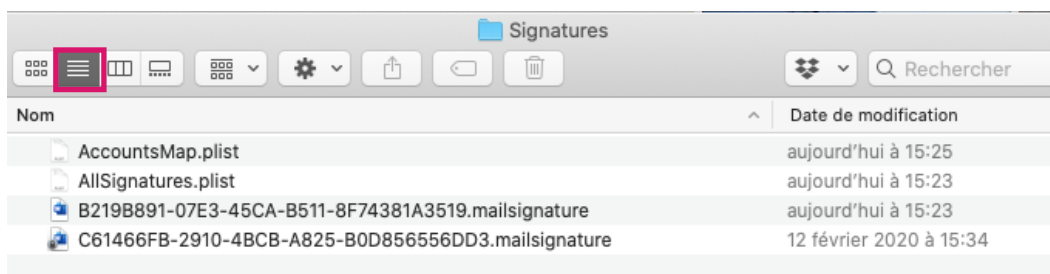 Signatures
Rechercher
Nom Date de modification
AccountsMap.plist aujourd'hui à 15:25
AllSignatures.plist aujourd'hui à 15:23
B219B891-07E3-45CA-B511-8F74381A3519.mailsignature aujourd'hui à 15:23
C61466FB-2910-4BCB-A825-B0D856556DD3.mailsignature 12 février 2020 à 15:34